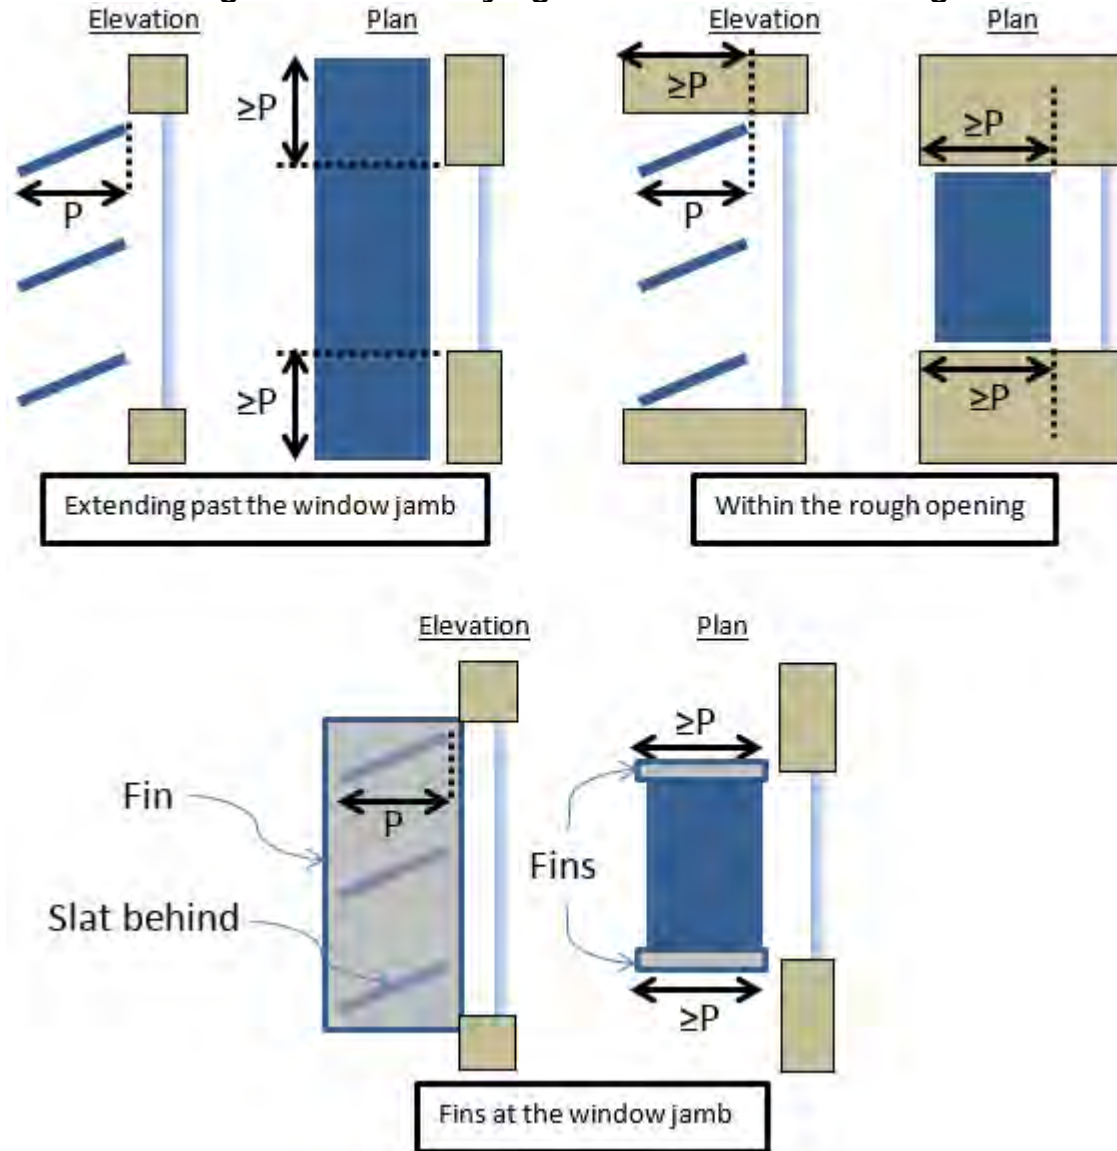 Elevation
Plan
Elevation
Plan
≥P
≥P
≥P
P
P
≥P
≥P
Extending past the window jamb
Within the rough opening
Elevation
Plan
≥P
Fin
P
Fins
Slat behind
≥P
Fins at the window jamb